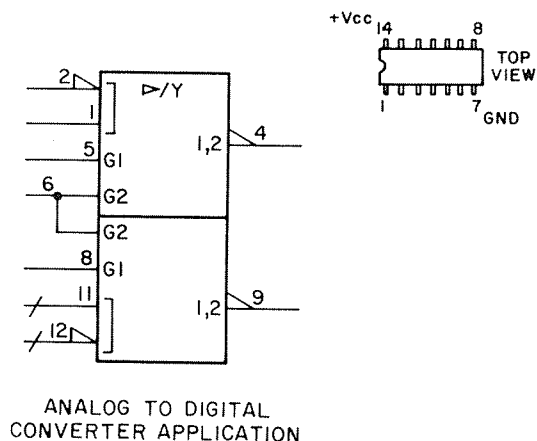 +Vcc 14 8
TOP
VIEW
1 7
GND
2 ▷/Y
1
1,2 4
5 G1
6 G2
G2
8 G1
11
1,2 9
12
ANALOG TO DIGITAL
CONVERTER APPLICATION